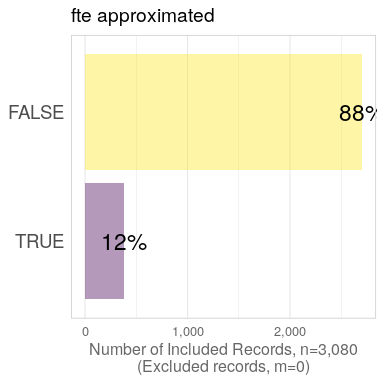 fte approximated
FALSE
88%
TRUE
12%
0
1,000
2,000
Number of Included Records, n=3,080
(Excluded records, m=0)